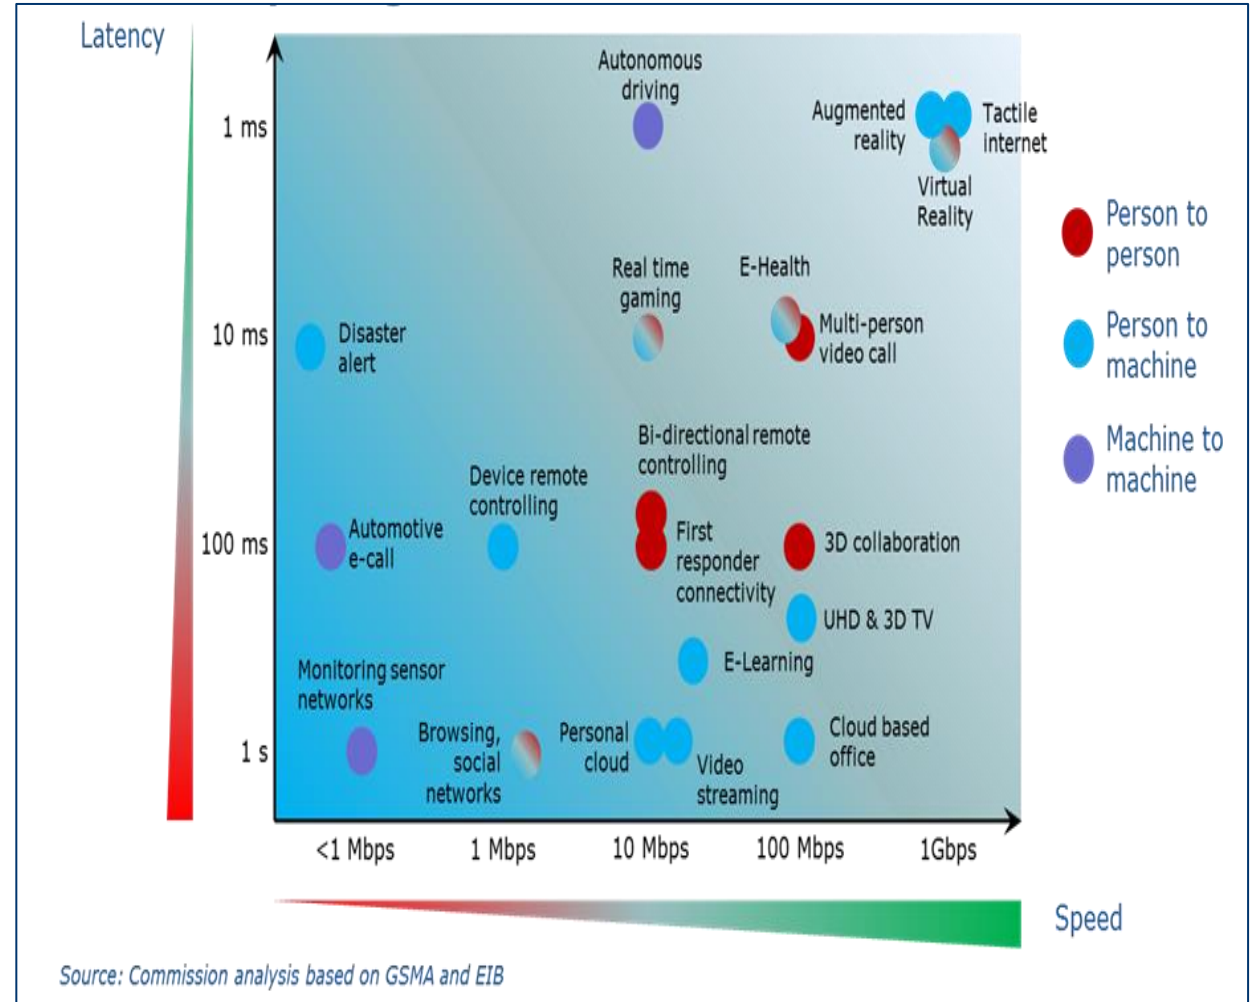 Latency
Autonomous
driving
1 ms
Augmented
reality
Tactile
internet
Virtual
Reality
Person to
person
Real time
gaming
E-Health
10 ms
Disaster
alert
Multi-person
video call
Person to
machine
Bi-directional remote
controlling
Device remote
controlling
Machine to
machine
100 ms
Automotive
e-call
First
responder
connectivity
3D collaboration
UHD & 3D TV
E-Learning
Monitoring sensor
networks
1 s
Browsing,
social
networks
Personal
cloud
Video
streaming
Cloud based
office
<1 Mbps
1 Mbps
10 Mbps
100 Mbps
1Gbps
Speed
Source: Commission analysis based on GSMA and EIB